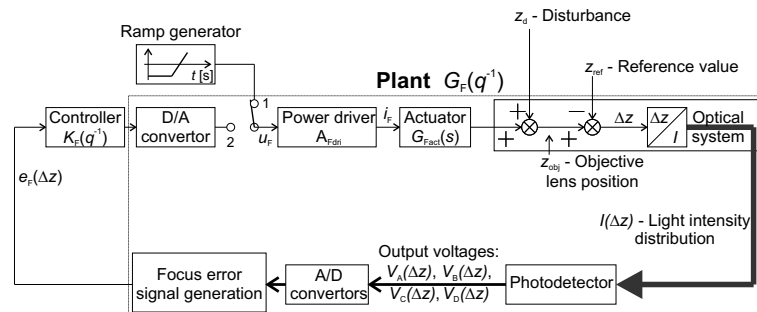 z_d - Disturbance
Ramp generator
t [s]
z_ref - Reference value
Plant G_F(q⁻¹)
Controller
K_F(q⁻¹)
D/A
convertor
1
2
u_F
Power driver
A_Fdri
i_F
Actuator
G_Fact(s)
+
+
+
−
Δz
Δz
I
Optical
system
z_obj - Objective
lens position
e_F(Δz)
I(Δz) - Light intensity
distribution
Focus error
signal generation
A/D
convertors
Output voltages:
V_A(Δz), V_B(Δz),
V_C(Δz), V_D(Δz)
Photodetector